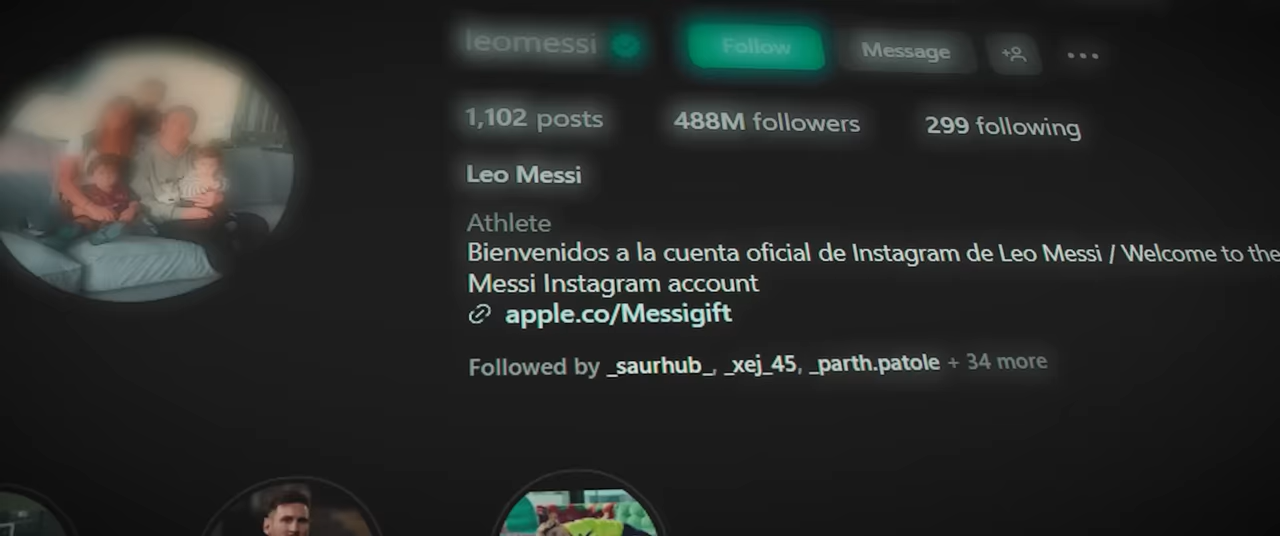 leomessi Follow Message
1,102 posts 488M followers 299 following
Leo Messi
Athlete
Bienvenidos a la cuenta oficial de Instagram de Leo Messi / Welcome to the
Messi Instagram account
apple.co/Messigift
Followed by _saurhub_, _xej_45, _parth.patole + 34 more